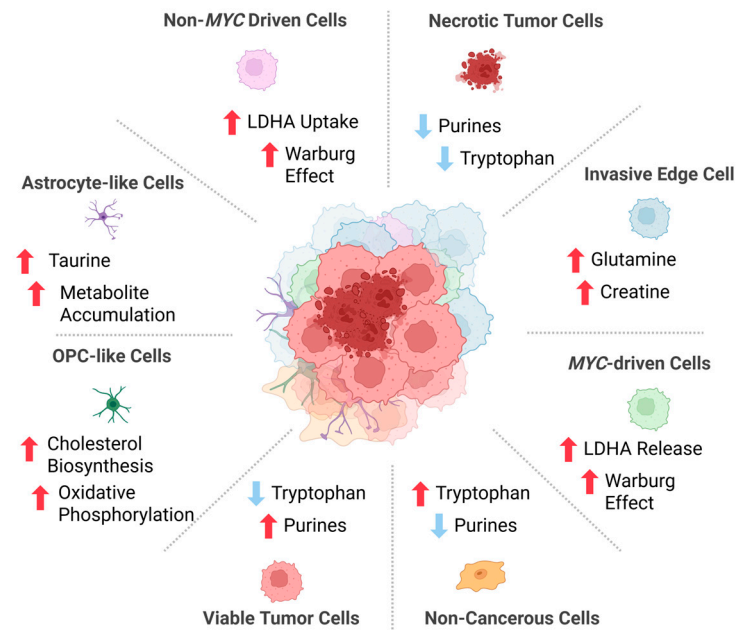 Non-MYC Driven Cells
LDHA Uptake
Warburg
Effect
Necrotic Tumor Cells
Purines
Tryptophan
Invasive Edge Cell
Glutamine
Creatine
MYC-driven Cells
LDHA Release
Warburg
Effect
Tryptophan
Purines
Non-Cancerous Cells
Tryptophan
Purines
Viable Tumor Cells
OPC-like Cells
Cholesterol
Biosynthesis
Oxidative
Phosphorylation
Astrocyte-like Cells
Taurine
Metabolite
Accumulation